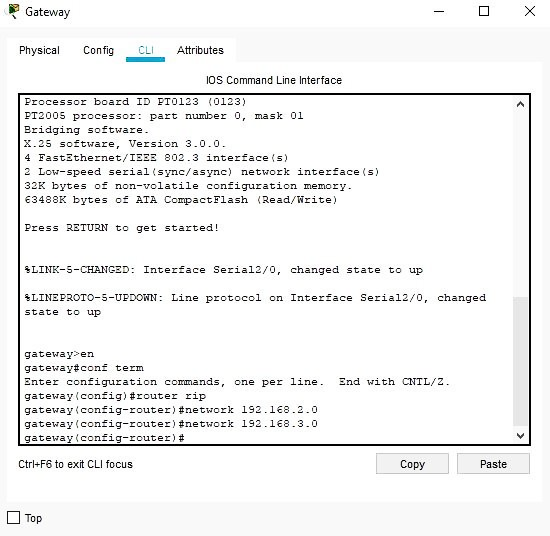 Gateway
Physical Config CLI Attributes
IOS Command Line Interface
Processor board ID PT0123 (0123)
PT2005 processor: part number 0, mask 01
Bridging software.
X.25 software, Version 3.0.0.
4 FastEthernet/IEEE 802.3 interface(s)
2 Low-speed serial(sync/async) network interface(s)
32K bytes of non-volatile configuration memory.
63488K bytes of ATA CompactFlash (Read/Write)
Press RETURN to get started!
%LINK-5-CHANGED: Interface Serial2/0, changed state to up
%LINEPROTO-5-UPDOWN: Line protocol on Interface Serial2/0, changed
state to up
gateway>en
gateway#conf term
Enter configuration commands, one per line.  End with CNTL/Z.
gateway(config)#router rip
gateway(config-router)#network 192.168.2.0
gateway(config-router)#network 192.168.3.0
gateway(config-router)#
Ctrl+F6 to exit CLI focus
Copy Paste
Top